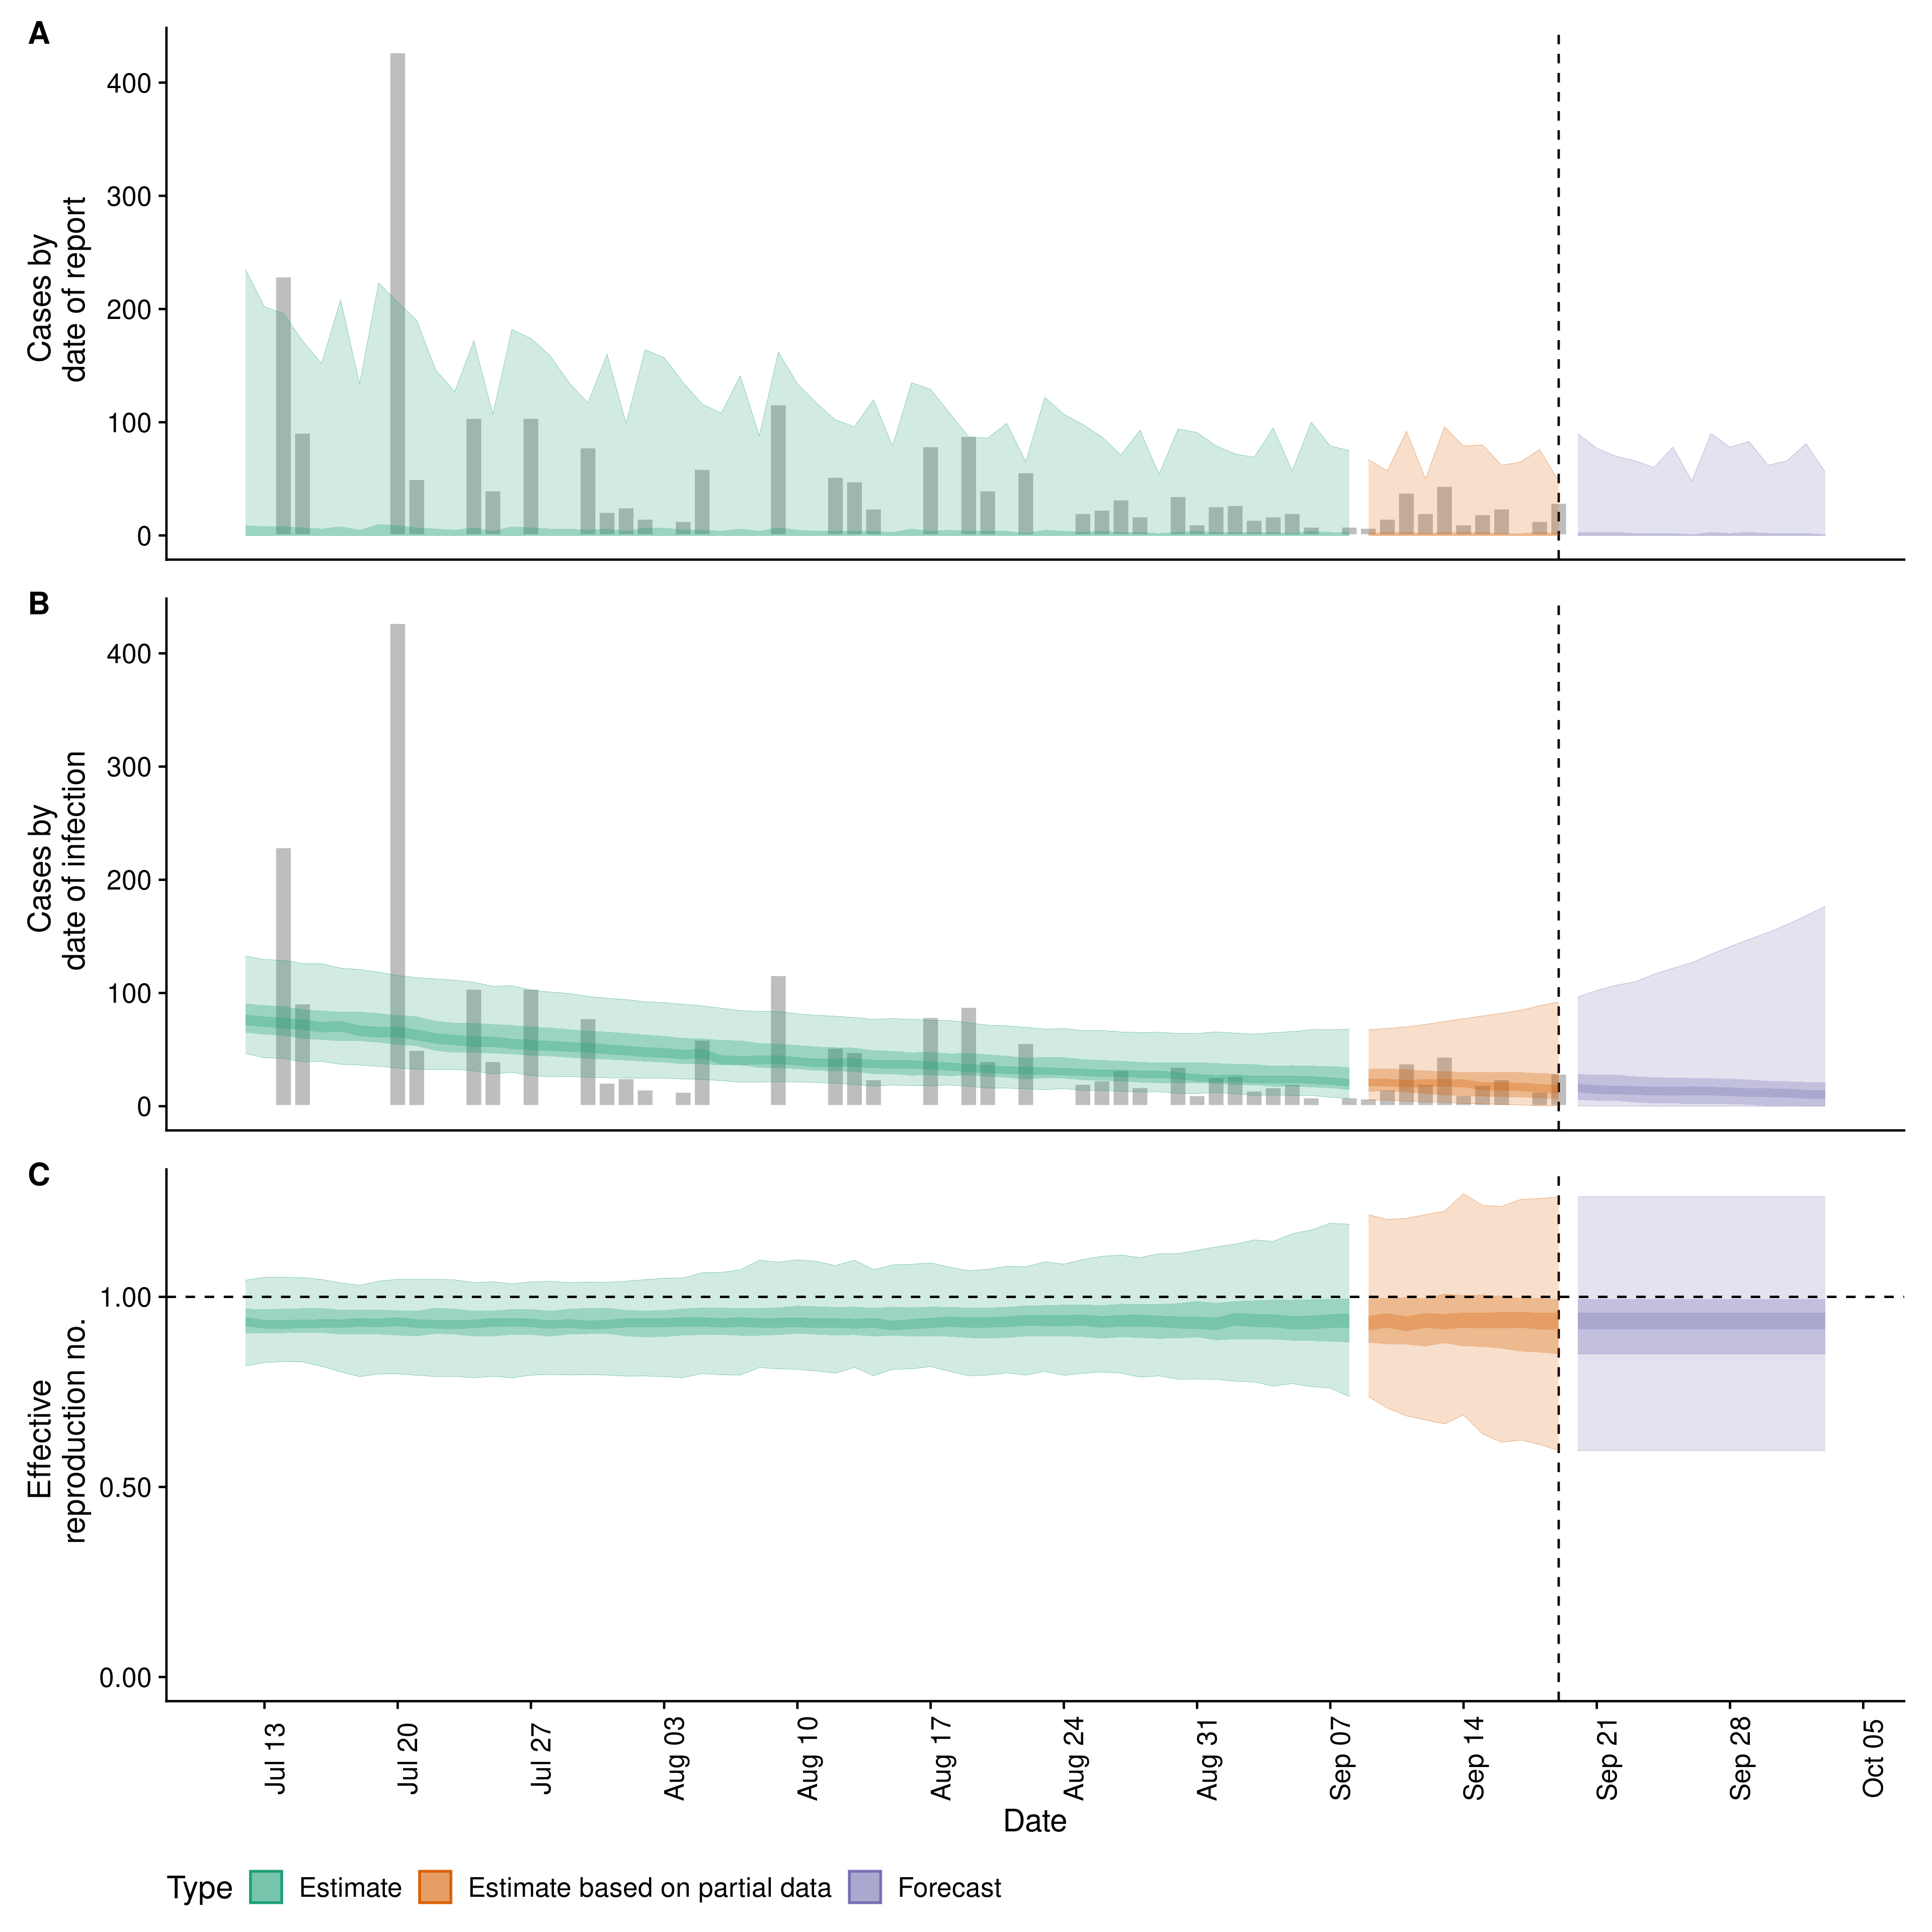 A
Cases by
date of report
400
300
200
100
0
B
Cases by
date of infection
400
300
200
100
0
C
Effective
reproduction no.
1.00
0.50
0.00
Jul 13
Jul 20
Jul 27
Aug 03
Aug 10
Aug 17
Aug 24
Aug 31
Sep 07
Sep 14
Sep 21
Sep 28
Oct 05
Date
Type Estimate Estimate based on partial data Forecast